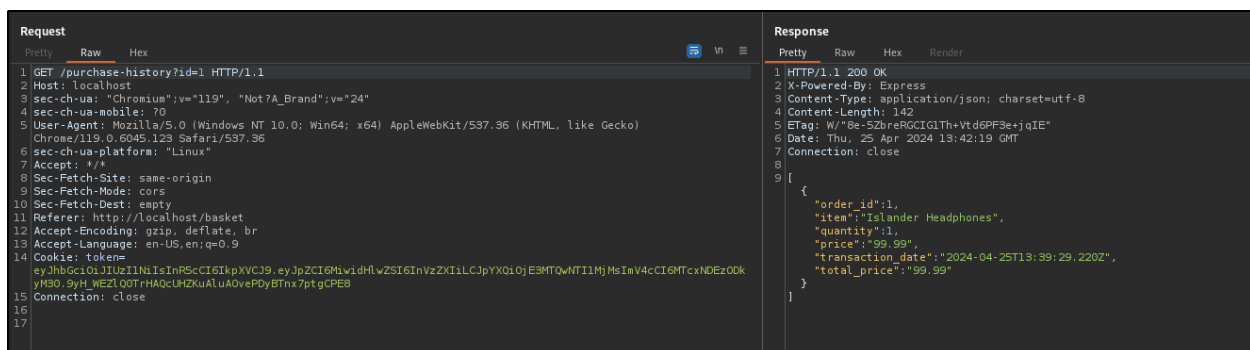 Request
Pretty Raw Hex
\n
1 GET /purchase-history?id=1 HTTP/1.1
2 Host: localhost
3 sec-ch-ua: "Chromium";v="119", "Not?A_Brand";v="24"
4 sec-ch-ua-mobile: ?0
5 User-Agent: Mozilla/5.0 (Windows NT 10.0; Win64; x64) AppleWebKit/537.36 (KHTML, like Gecko)
Chrome/119.0.6045.123 Safari/537.36
6 sec-ch-ua-platform: "Linux"
7 Accept: */*
8 Sec-Fetch-Site: same-origin
9 Sec-Fetch-Mode: cors
10 Sec-Fetch-Dest: empty
11 Referer: http://localhost/basket
12 Accept-Encoding: gzip, deflate, br
13 Accept-Language: en-US,en;q=0.9
14 Cookie: token=
15 Connection: close
16
17
Response
Pretty Raw Hex Render
1 HTTP/1.1 200 OK
2 X-Powered-By: Express
3 Content-Type: application/json; charset=utf-8
4 Content-Length: 142
5 ETag: W/"8e-5ZbreRGCIGlTh+Vtd6PF3e+jqIE"
6 Date: Thu, 25 Apr 2024 13:42:19 GMT
7 Connection: close
8
9 [
{
"order_id":1,
"item":"Islander Headphones",
"quantity":1,
"price":"99.99",
"transaction_date":"2024-04-25T13:39:29.220Z",
"total_price":"99.99"
}
]